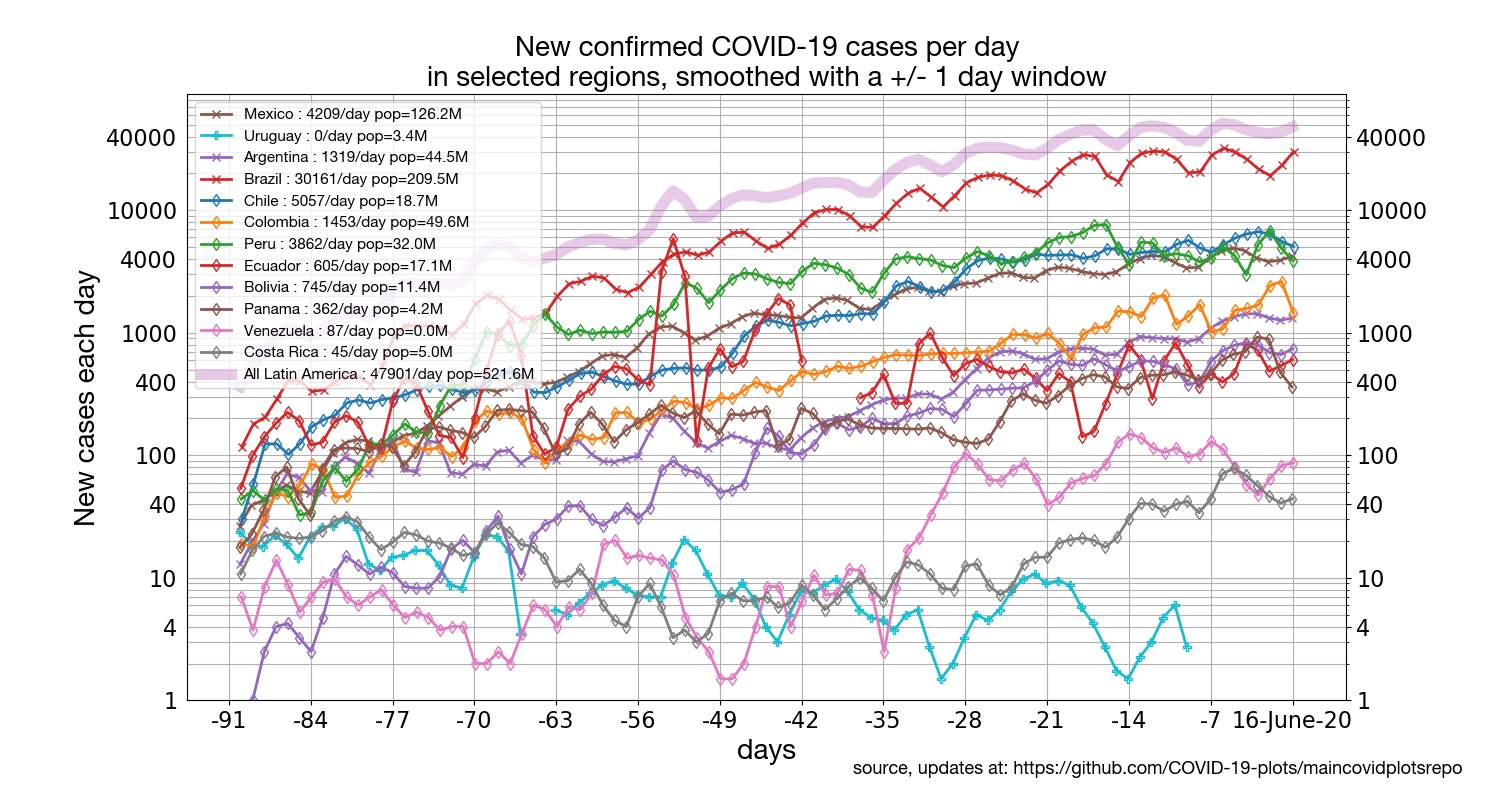 New confirmed COVID-19 cases per day
in selected regions, smoothed with a +/- 1 day window
Mexico : 4209/day pop=126.2M
Uruguay : 0/day pop=3.4M
Argentina : 1319/day pop=44.5M
Brazil : 30161/day pop=209.5M
Chile : 5057/day pop=18.7M
Colombia : 1453/day pop=49.6M
Peru : 3862/day pop=32.0M
Ecuador : 605/day pop=17.1M
Bolivia : 745/day pop=11.4M
Panama : 362/day pop=4.2M
Venezuela : 87/day pop=0.0M
Costa Rica : 45/day pop=5.0M
All Latin America : 47901/day pop=521.6M
New cases each day
40000
10000
4000
1000
400
100
40
10
4
1
40000
10000
4000
1000
400
100
40
10
4
1
-91 -84 -77 -70 -63 -56 -49 -42 -35 -28 -21 -14 -7 16-June-20
days
source, updates at: https://github.com/COVID-19-plots/maincovidplotsrepo